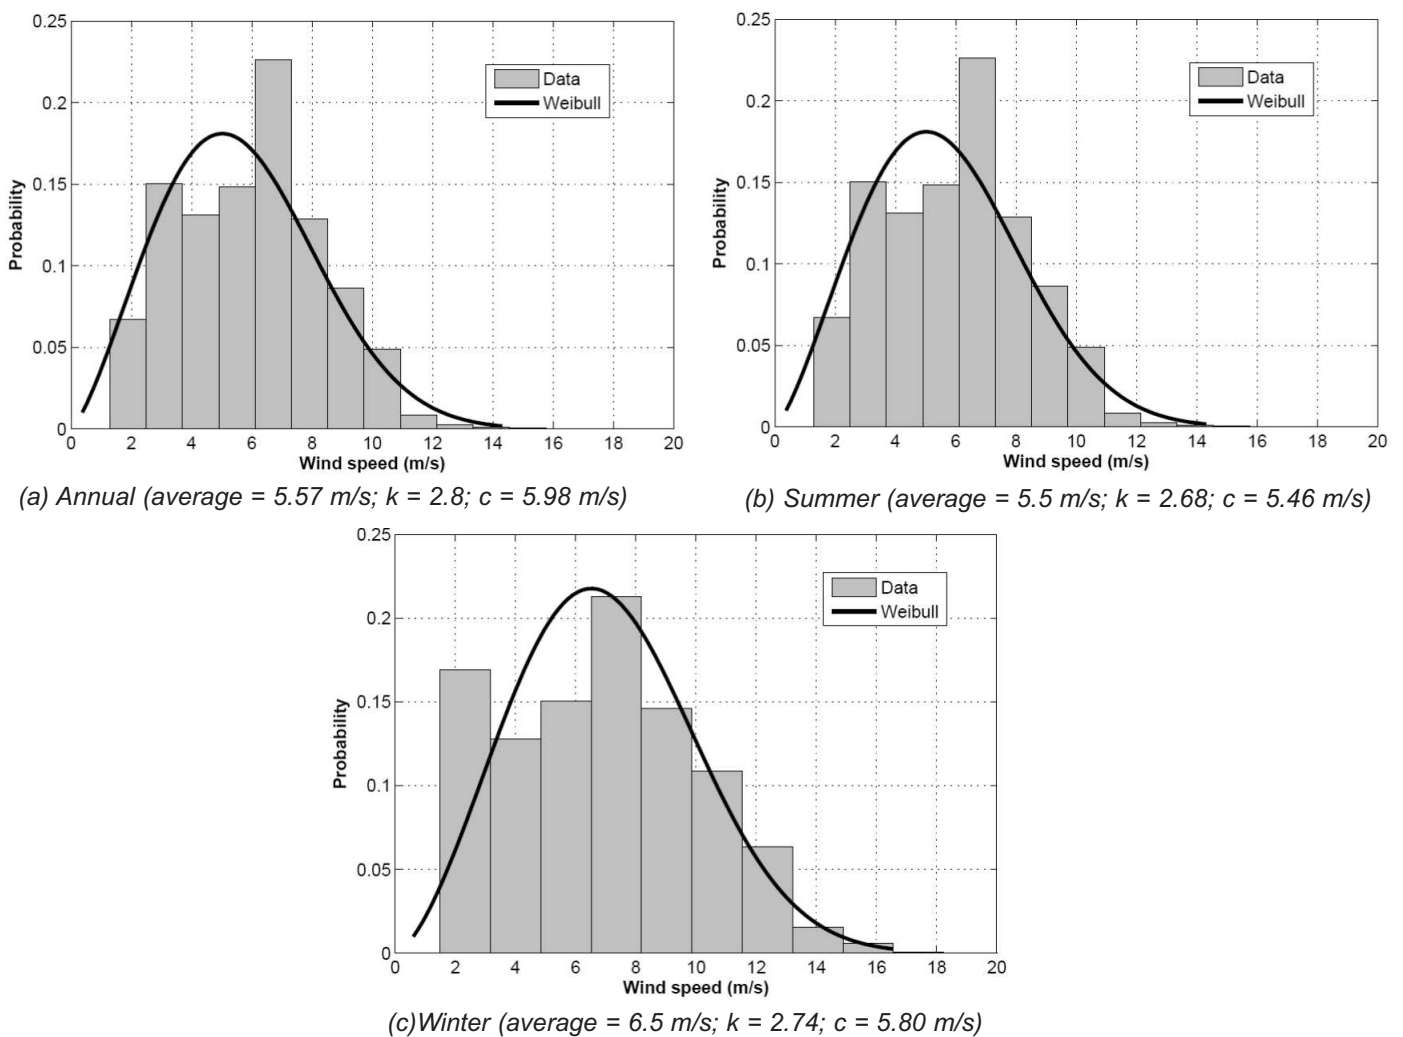 0.25
0.2
0.15
0.1
0.05
0
Probability
Data
Weibull
0 2 4 6 8 10 12 14 16 18 20
Wind speed (m/s)
(a) Annual (average = 5.57 m/s; k = 2.8; c = 5.98 m/s)
0.25
0.2
0.15
0.1
0.05
0
Probability
Data
Weibull
0 2 4 6 8 10 12 14 16 18 20
Wind speed (m/s)
(b) Summer (average = 5.5 m/s; k = 2.68; c = 5.46 m/s)
0.25
0.2
0.15
0.1
0.05
0
Probability
Data
Weibull
0 2 4 6 8 10 12 14 16 18 20
Wind speed (m/s)
(c)Winter (average = 6.5 m/s; k = 2.74; c = 5.80 m/s)